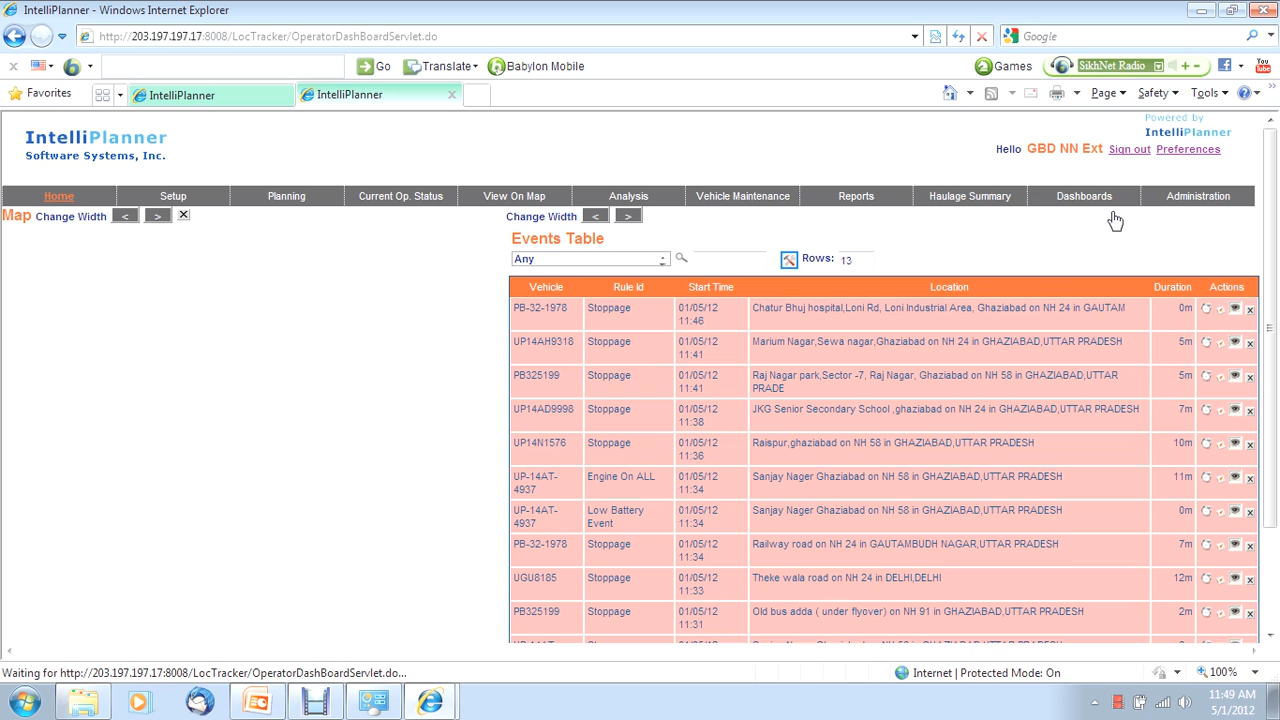 IntelliPlanner - Windows Internet Explorer
http://203.197.197.17:8008/LocTracker/OperatorDashBoardServlet.do
Google
Go Translate Babylon Mobile Games SikhNet Radio You Tube
Favorites IntelliPlanner IntelliPlanner Page Safety Tools
Powered by
IntelliPlanner
IntelliPlanner
Software Systems, Inc.
Hello GBD NN Ext Sign out Preferences
Home Setup Planning Current Op. Status View On Map Analysis Vehicle Maintenance Reports Haulage Summary Dashboards Administration
Map Change Width < > x Change Width < >
Events Table
Any Rows: 13
Vehicle Rule Id Start Time Location Duration Actions
PB-32-1978 Stoppage 01/05/12 11:46 Chatur Bhuj hospital,Loni Rd, Loni Industrial Area, Ghaziabad on NH 24 in GAUTAM 0m
UP14AH9318 Stoppage 01/05/12 11:41 Marium Nagar,Sewa nagar,Ghaziabad on NH 24 in GHAZIABAD,UTTAR PRADESH 5m
PB325199 Stoppage 01/05/12 11:41 Raj Nagar park,Sector -7, Raj Nagar, Ghaziabad on NH 58 in GHAZIABAD,UTTAR PRADE 5m
UP14AD9998 Stoppage 01/05/12 11:38 JKG Senior Secondary School ,ghaziabad on NH 24 in GHAZIABAD,UTTAR PRADESH 7m
UP14N1576 Stoppage 01/05/12 11:36 Raispur,ghaziabad on NH 58 in GHAZIABAD,UTTAR PRADESH 10m
UP-14AT-4937 Engine On ALL 01/05/12 11:34 Sanjay Nager Ghaziabad on NH 58 in GHAZIABAD,UTTAR PRADESH 11m
UP-14AT-4937 Low Battery Event 01/05/12 11:34 Sanjay Nager Ghaziabad on NH 58 in GHAZIABAD,UTTAR PRADESH 0m
PB-32-1978 Stoppage 01/05/12 11:34 Railway road on NH 24 in GAUTAMBUDH NAGAR,UTTAR PRADESH 7m
UGU8185 Stoppage 01/05/12 11:33 Theke wala road on NH 24 in DELHI,DELHI 12m
PB325199 Stoppage 01/05/12 11:31 Old bus adda ( under flyover) on NH 91 in GHAZIABAD,UTTAR PRADESH 2m
Waiting for http://203.197.197.17:8008/LocTracker/OperatorDashBoardServlet.do... Internet | Protected Mode: On 100%
11:49 AM
5/1/2012